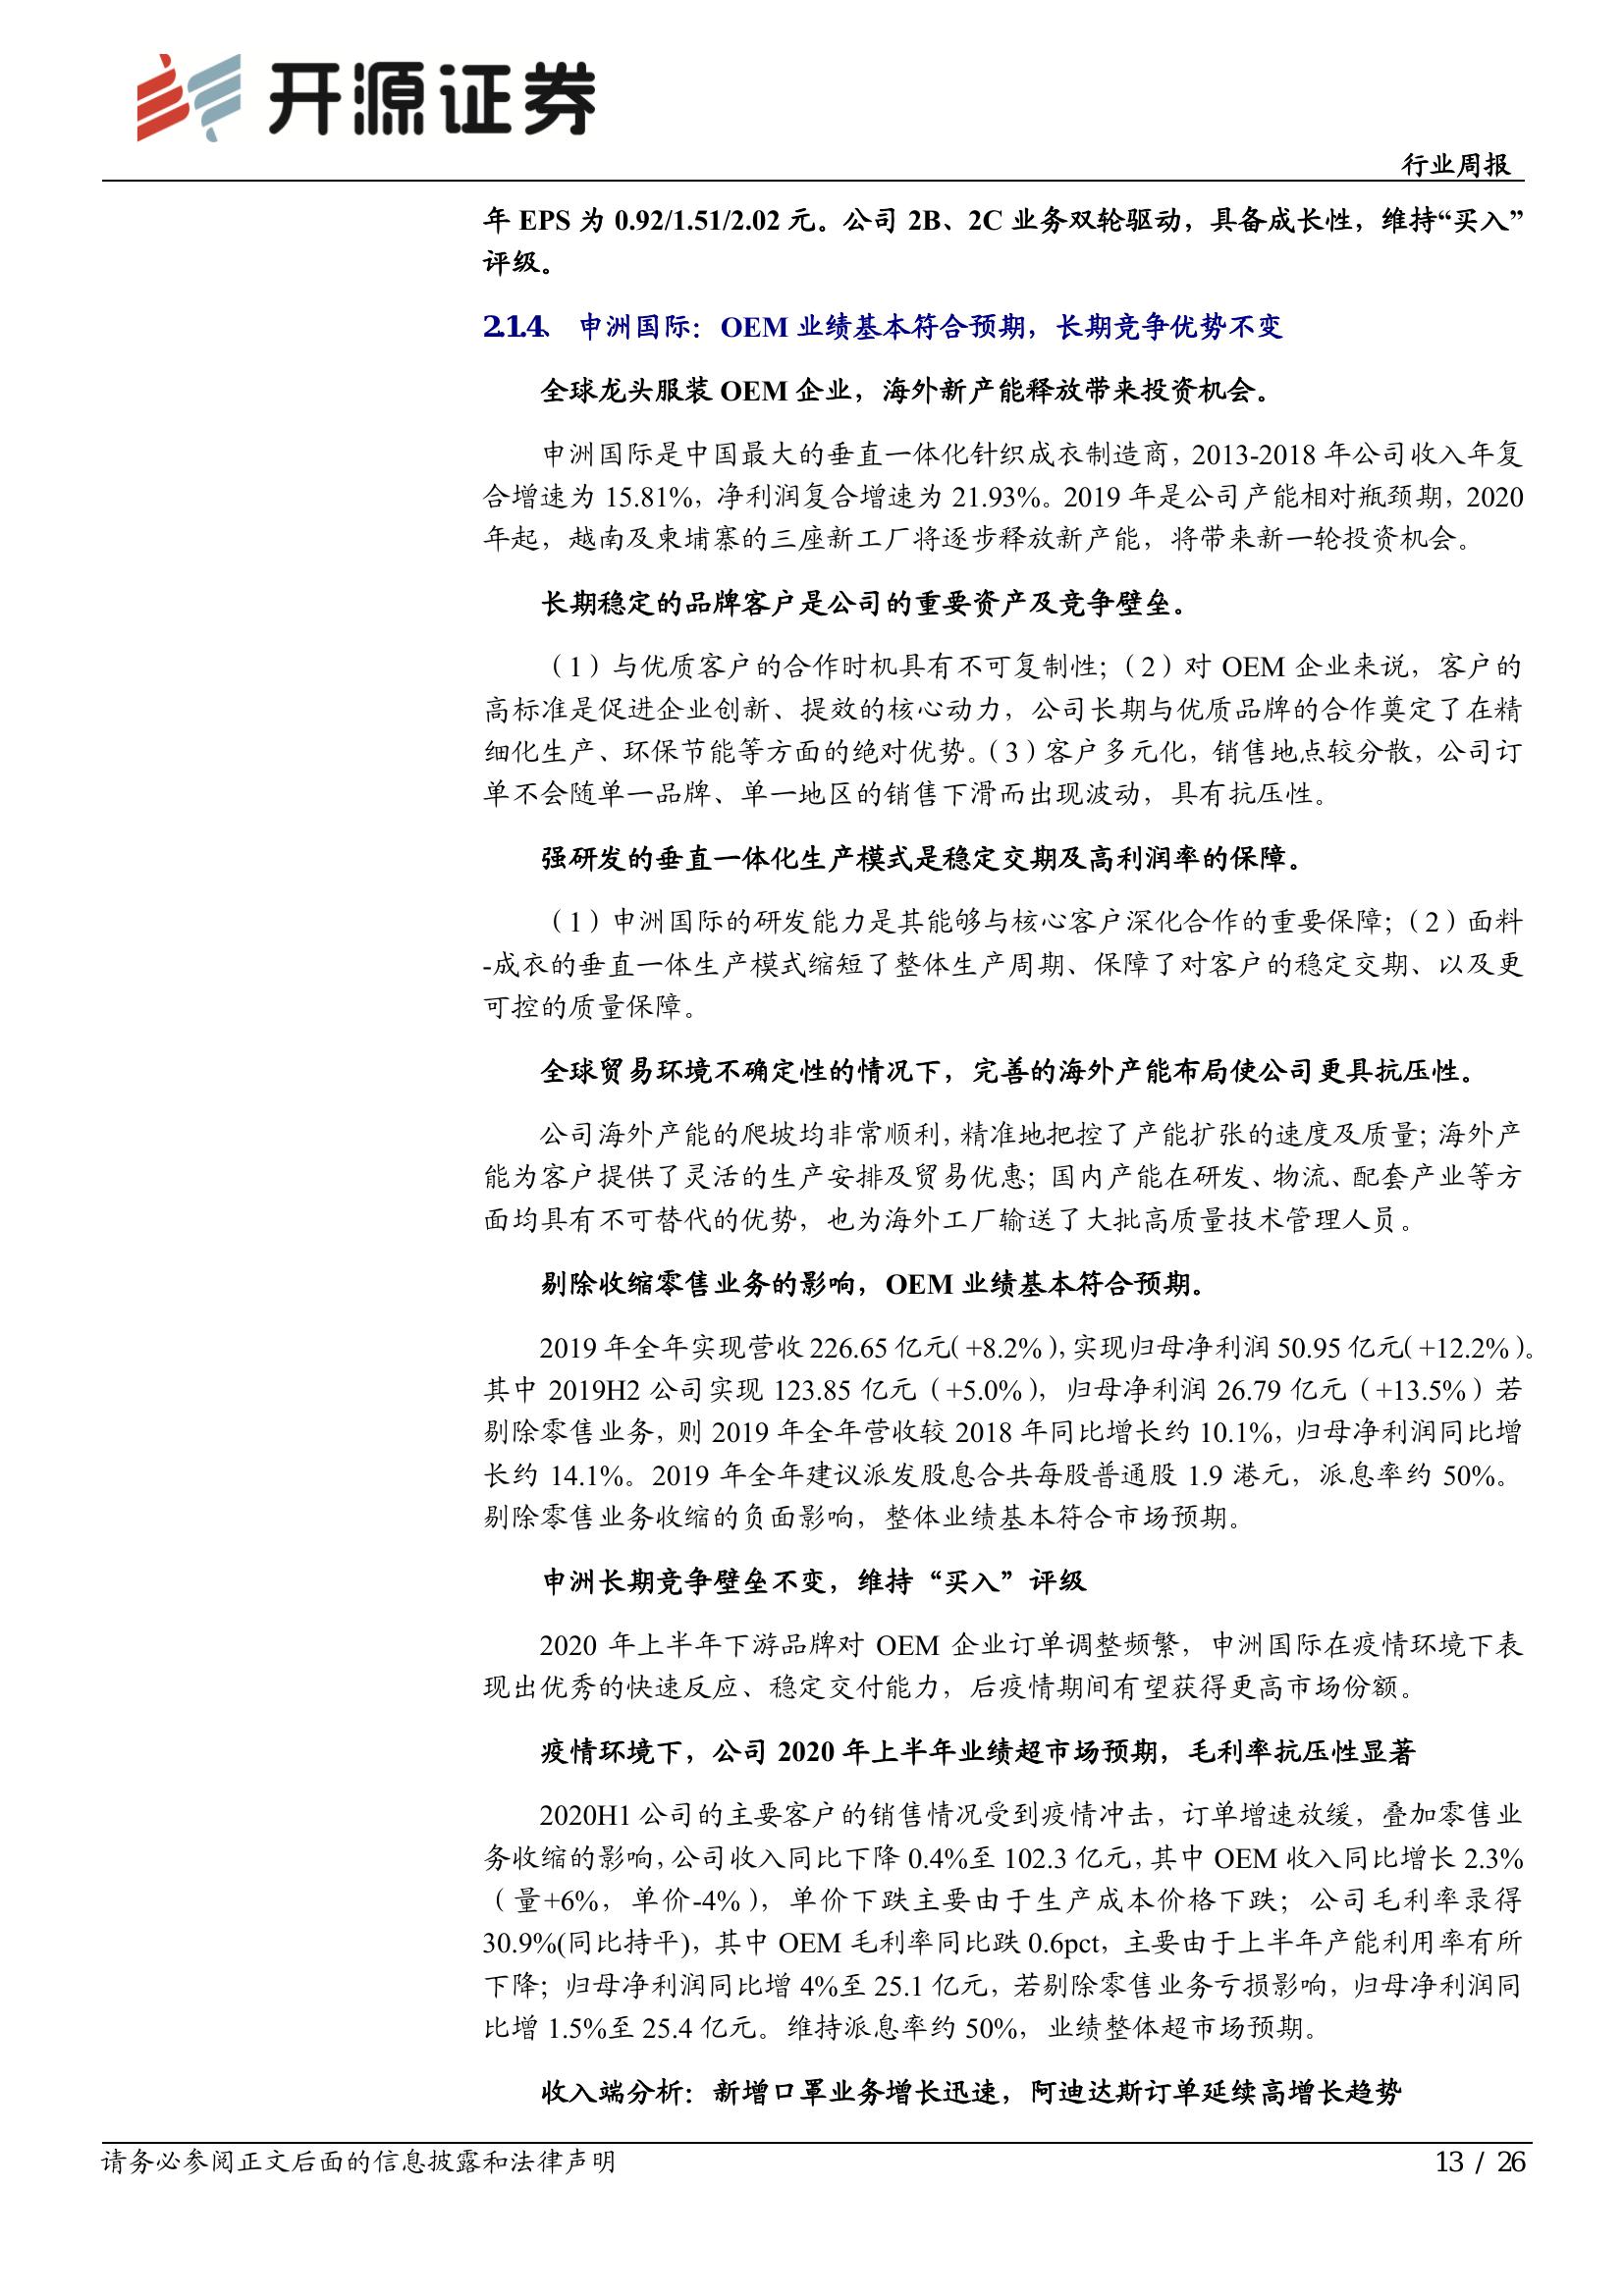 开源证券
行业周报
年 EPS 为 0.92/1.51/2.02 元。公司 2B、2C 业务双轮驱动，具备成长性，维持“买入”
评级。
2.1.4、 申洲国际：OEM 业绩基本符合预期，长期竞争优势不变
全球龙头服装 OEM 企业，海外新产能释放带来投资机会。
申洲国际是中国最大的垂直一体化针织成衣制造商，2013-2018 年公司收入年复
合增速为 15.81%，净利润复合增速为 21.93%。2019 年是公司产能相对瓶颈期，2020
年起，越南及柬埔寨的三座新工厂将逐步释放新产能，将带来新一轮投资机会。
长期稳定的品牌客户是公司的重要资产及竞争壁垒。
（1）与优质客户的合作时机具有不可复制性；（2）对 OEM 企业来说，客户的
高标准是促进企业创新、提效的核心动力，公司长期与优质品牌的合作奠定了在精
细化生产、环保节能等方面的绝对优势。（3）客户多元化，销售地点较分散，公司订
单不会随单一品牌、单一地区的销售下滑而出现波动，具有抗压性。
强研发的垂直一体化生产模式是稳定交期及高利润率的保障。
（1）申洲国际的研发能力是其能够与核心客户深化合作的重要保障；（2）面料
-成衣的垂直一体生产模式缩短了整体生产周期、保障了对客户的稳定交期、以及更
可控的质量保障。
全球贸易环境不确定性的情况下，完善的海外产能布局使公司更具抗压性。
公司海外产能的爬坡均非常顺利，精准地把控了产能扩张的速度及质量；海外产
能为客户提供了灵活的生产安排及贸易优惠；国内产能在研发、物流、配套产业等方
面均具有不可替代的优势，也为海外工厂输送了大批高质量技术管理人员。
剔除收缩零售业务的影响，OEM 业绩基本符合预期。
2019 年全年实现营收 226.65 亿元（+8.2%），实现归母净利润 50.95 亿元（+12.2%）。
其中 2019H2 公司实现 123.85 亿元（+5.0%），归母净利润 26.79 亿元（+13.5%）若
剔除零售业务，则 2019 年全年营收较 2018 年同比增长约 10.1%，归母净利润同比增
长约 14.1%。2019 年全年建议派发股息合共每股普通股 1.9 港元，派息率约 50%。
剔除零售业务收缩的负面影响，整体业绩基本符合市场预期。
申洲长期竞争壁垒不变，维持“买入”评级
2020 年上半年下游品牌对 OEM 企业订单调整频繁，申洲国际在疫情环境下表
现出优秀的快速反应、稳定交付能力，后疫情期间有望获得更高市场份额。
疫情环境下，公司 2020 年上半年业绩超市场预期，毛利率抗压性显著
2020H1 公司的主要客户的销售情况受到疫情冲击，订单增速放缓，叠加零售业
务收缩的影响，公司收入同比下降 0.4%至 102.3 亿元，其中 OEM 收入同比增长 2.3%
（量+6%，单价-4%），单价下跌主要由于生产成本价格下跌；公司毛利率录得
30.9%(同比持平)，其中 OEM 毛利率同比跌 0.6pct，主要由于上半年产能利用率有所
下降；归母净利润同比增 4%至 25.1 亿元，若剔除零售业务亏损影响，归母净利润同
比增 1.5%至 25.4 亿元。维持派息率约 50%，业绩整体超市场预期。
收入端分析：新增口罩业务增长迅速，阿迪达斯订单延续高增长趋势
请务必参阅正文后面的信息披露和法律声明
13 / 26